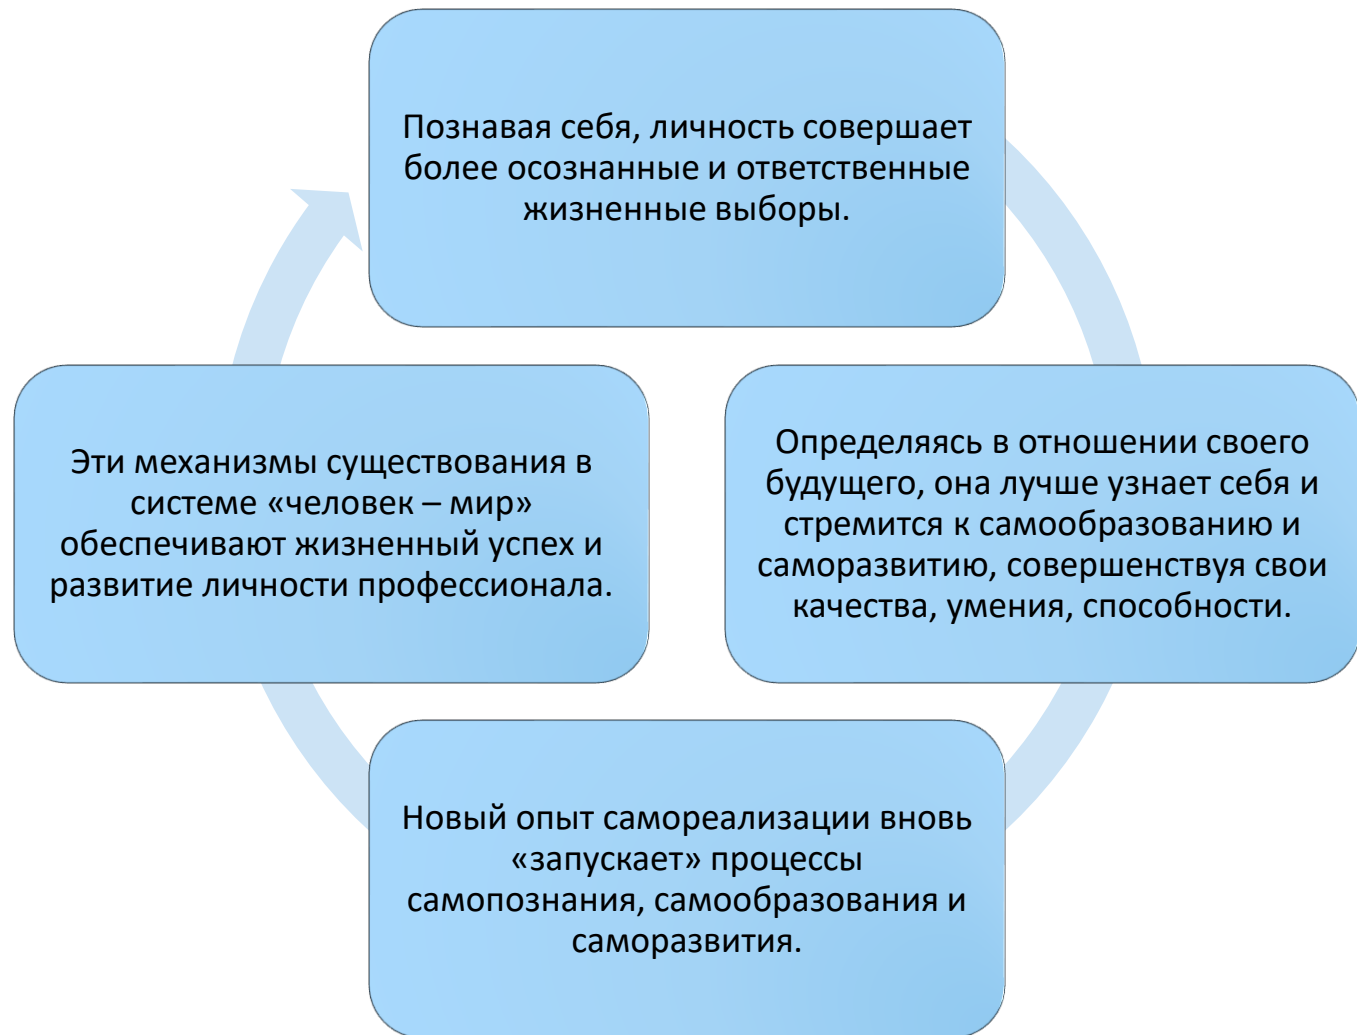 Познавая себя, личность совершает
более осознанные и ответственные
жизненные выборы.
Определяясь в отношении своего
будущего, она лучше узнает себя и
стремится к самообразованию и
саморазвитию, совершенствуя свои
качества, умения, способности.
Новый опыт самореализации вновь
«запускает» процессы
самопознания, самообразования и
саморазвития.
Эти механизмы существования в
системе «человек – мир»
обеспечивают жизненный успех и
развитие личности профессионала.